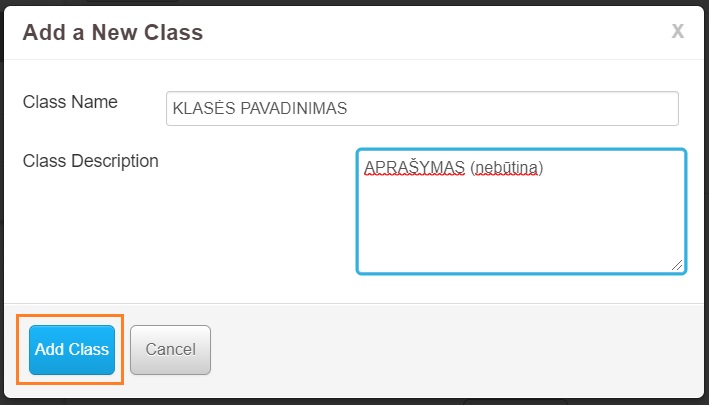 Add a New Class
X
Class Name
KLASĖS PAVADINIMAS
Class Description
APRAŠYMAS (nebūtina)
Add Class
Cancel